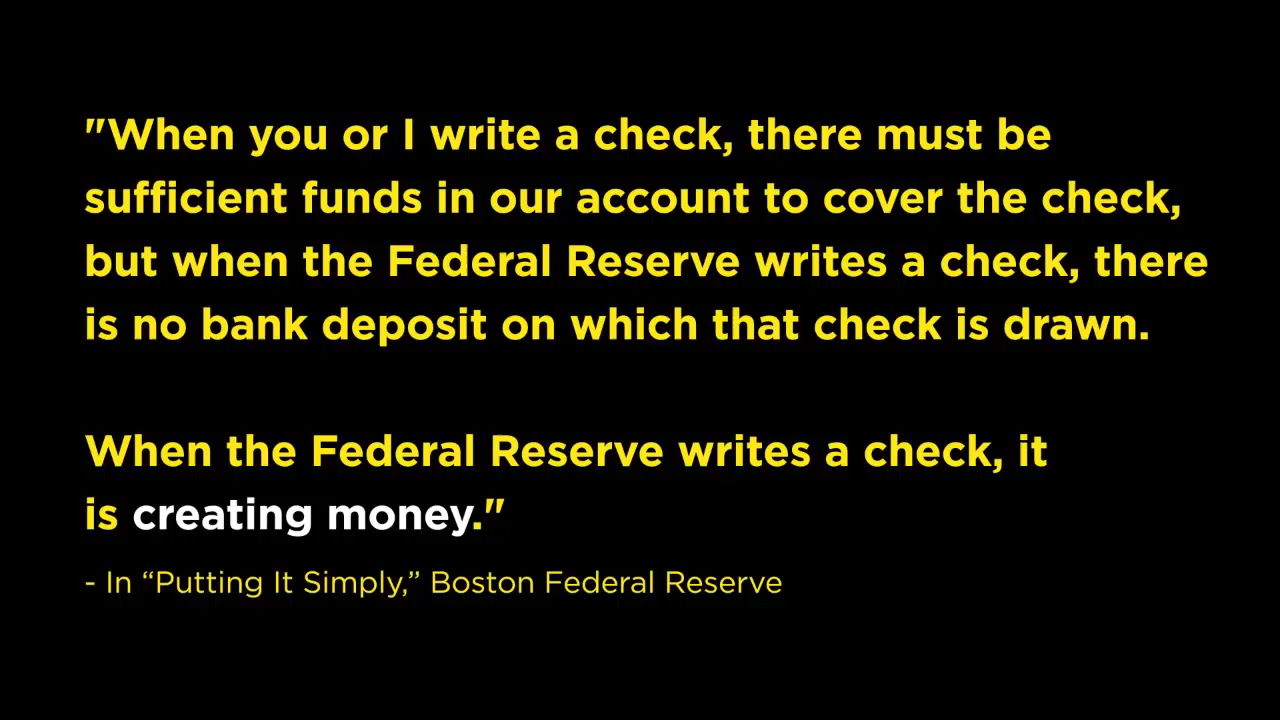 "When you or I write a check, there must be
sufficient funds in our account to cover the check,
but when the Federal Reserve writes a check, there
is no bank deposit on which that check is drawn.
When the Federal Reserve writes a check, it
is creating money."
- In “Putting It Simply,” Boston Federal Reserve